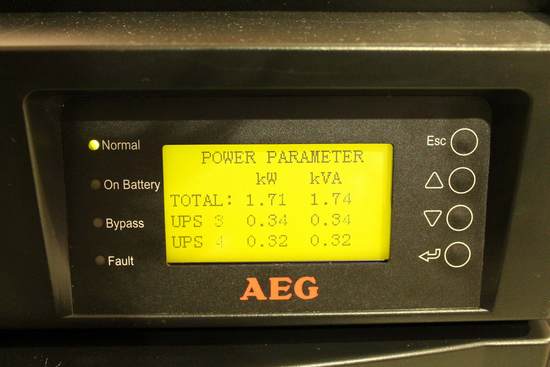 Normal
On Battery
Bypass
Fault
POWER PARAMETER
kW kVA
TOTAL: 1.71 1.74
UPS 3 0.34 0.34
UPS 4 0.32 0.32
Esc
AEG